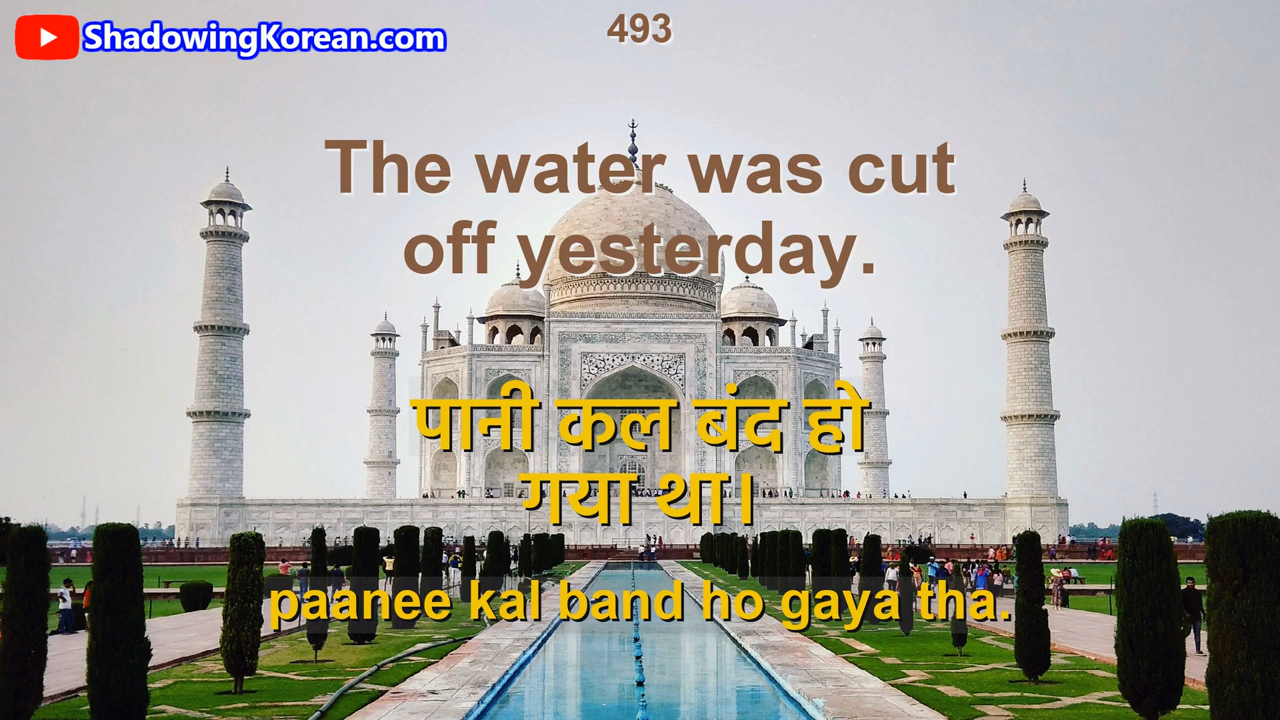 ShadowingKorean.com
493
The water was cut
off yesterday.
पानी कल बंद हो
गया था।
paanee kal band ho gaya tha.